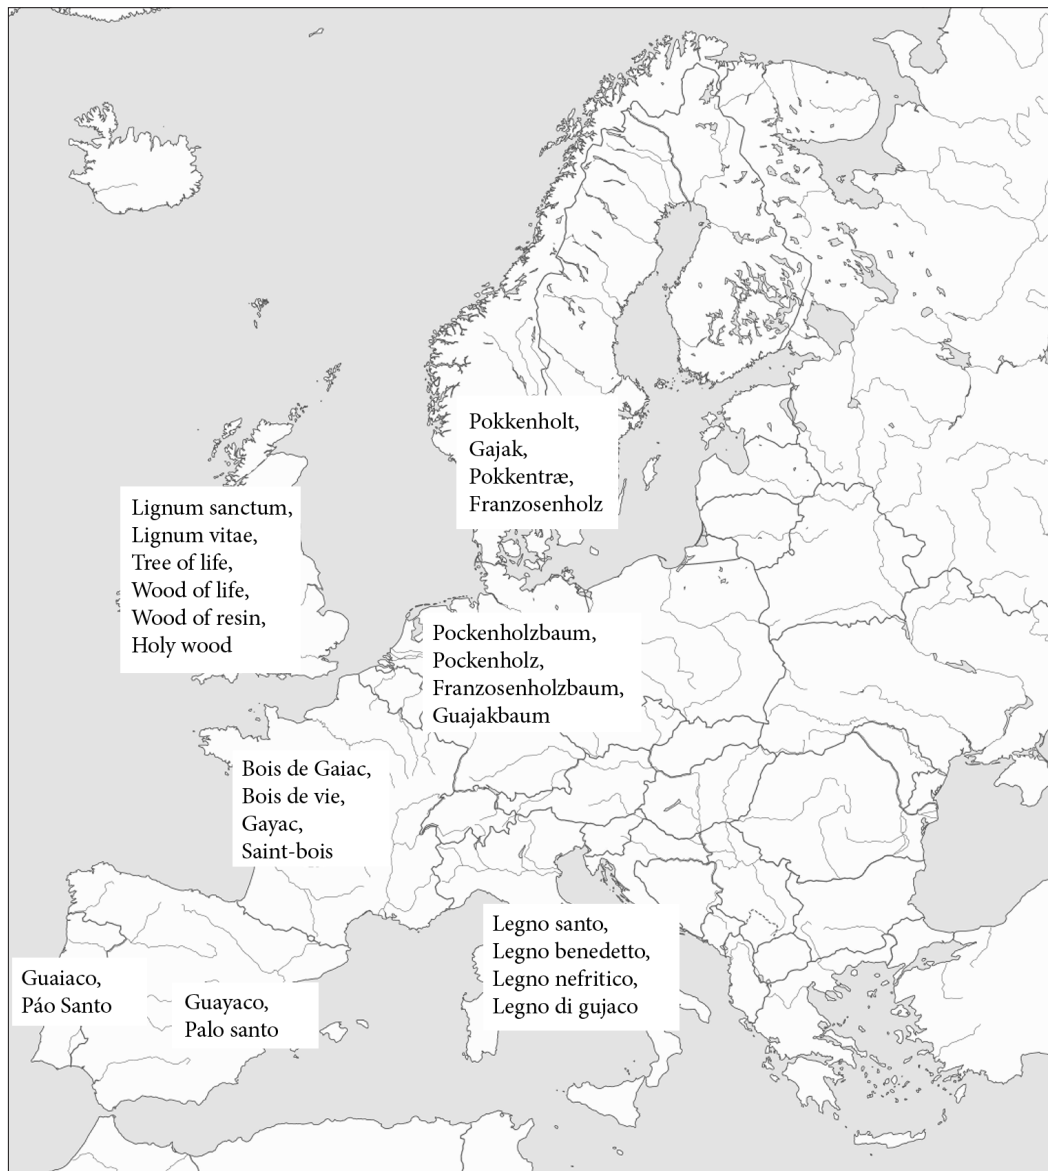 Pokkenholt,
Gajak,
Pokkentræ,
Franzosenholz
Lignum sanctum,
Lignum vitae,
Tree of life,
Wood of life,
Wood of resin,
Holy wood
Pockenholzbaum,
Pockenholz,
Franzosenholzbaum,
Guajakbaum
Bois de Gaiac,
Bois de vie,
Gayac,
Saint-bois
Legno santo,
Legno benedetto,
Legno nefritico,
Legno di gujaco
Guaiaco,
Páo Santo
Guayaco,
Palo santo